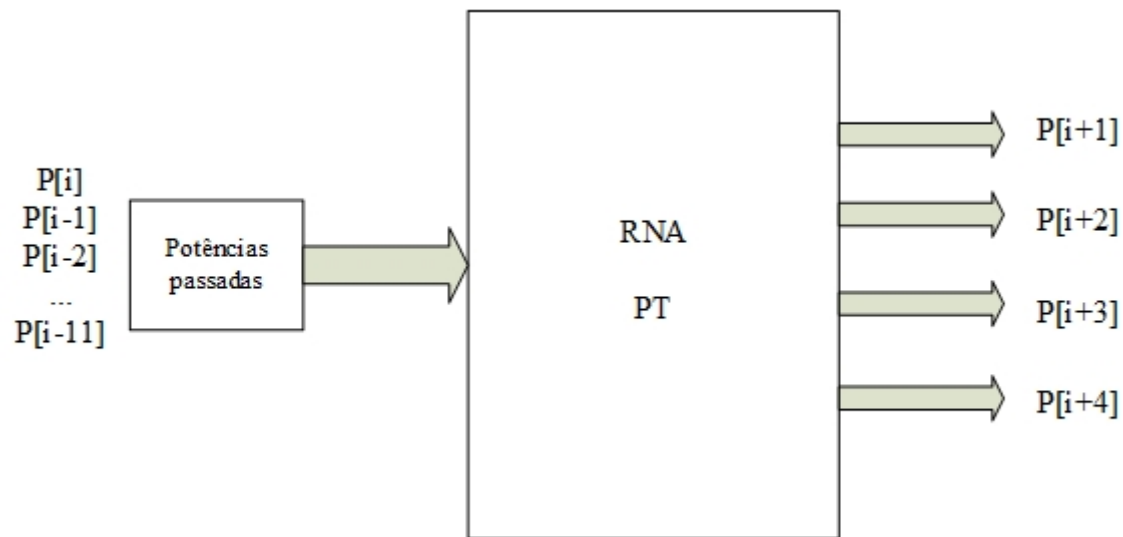 P[i]
P[i-1]
P[i-2]
...
P[i-11]
Potências
passadas
RNA
PT
P[i+1]
P[i+2]
P[i+3]
P[i+4]